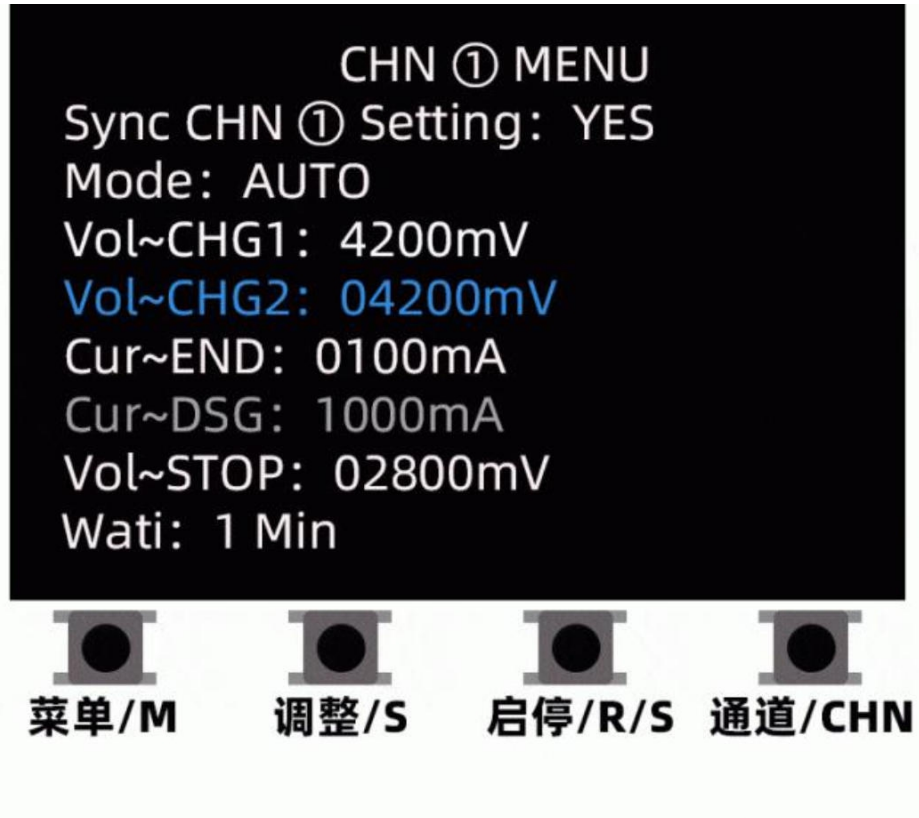 CHN ① MENU
Sync CHN ① Setting: YES
Mode: AUTO
Vol~CHG1: 4200mV
Vol~CHG2: 04200mV
Cur~END: 0100mA
Cur~DSG: 1000mA
Vol~STOP: 02800mV
Wati: 1 Min
菜单/M 调整/S 启停/R/S 通道/CHN